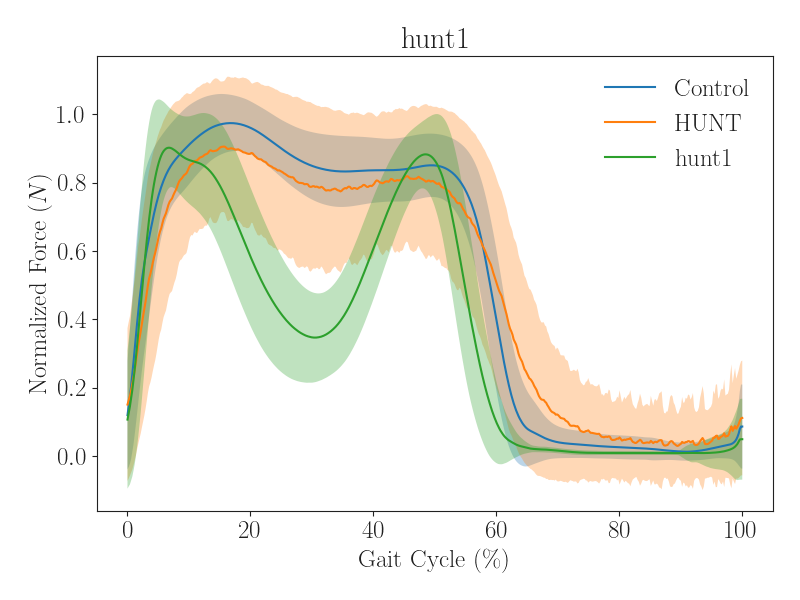 hunt1
Normalized Force (N)
1.0
0.8
0.6
0.4
0.2
0.0
Control
HUNT
hunt1
0 20 40 60 80 100
Gait Cycle (%)